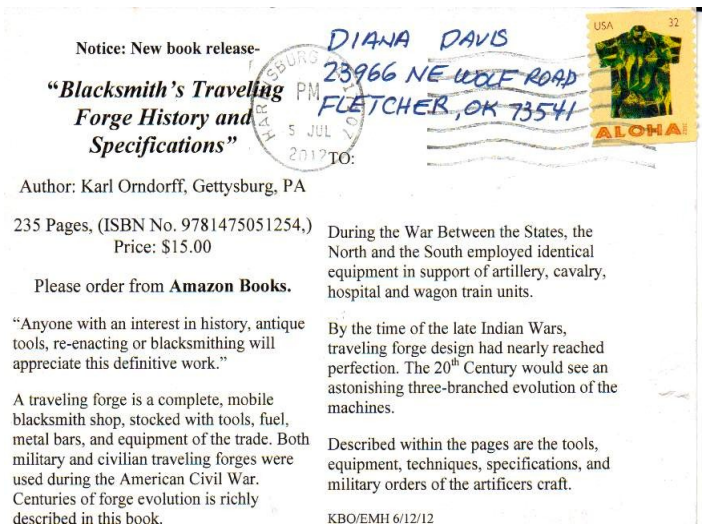 Notice: New book release-
“Blacksmith’s Traveling
Forge History and
Specifications”
Author: Karl Orndorff, Gettysburg, PA
235 Pages, (ISBN No. 9781475051254,)
Price: $15.00
Please order from Amazon Books.
“Anyone with an interest in history, antique
tools, re-enacting or blacksmithing will
appreciate this definitive work.”
A traveling forge is a complete, mobile
blacksmith shop, stocked with tools, fuel,
metal bars, and equipment of the trade. Both
military and civilian traveling forges were
used during the American Civil War.
Centuries of forge evolution is richly
described in this book.
DIANA DAVIS
23966 NE WOLF ROAD
FLETCHER, OK 73541
PM
5 JUL
2012
USA 32
ALOHA
TO:
During the War Between the States, the
North and the South employed identical
equipment in support of artillery, cavalry,
hospital and wagon train units.
By the time of the late Indian Wars,
traveling forge design had nearly reached
perfection. The 20th Century would see an
astonishing three-branched evolution of the
machines.
Described within the pages are the tools,
equipment, techniques, specifications, and
military orders of the artificers craft.
KBO/EMH 6/12/12